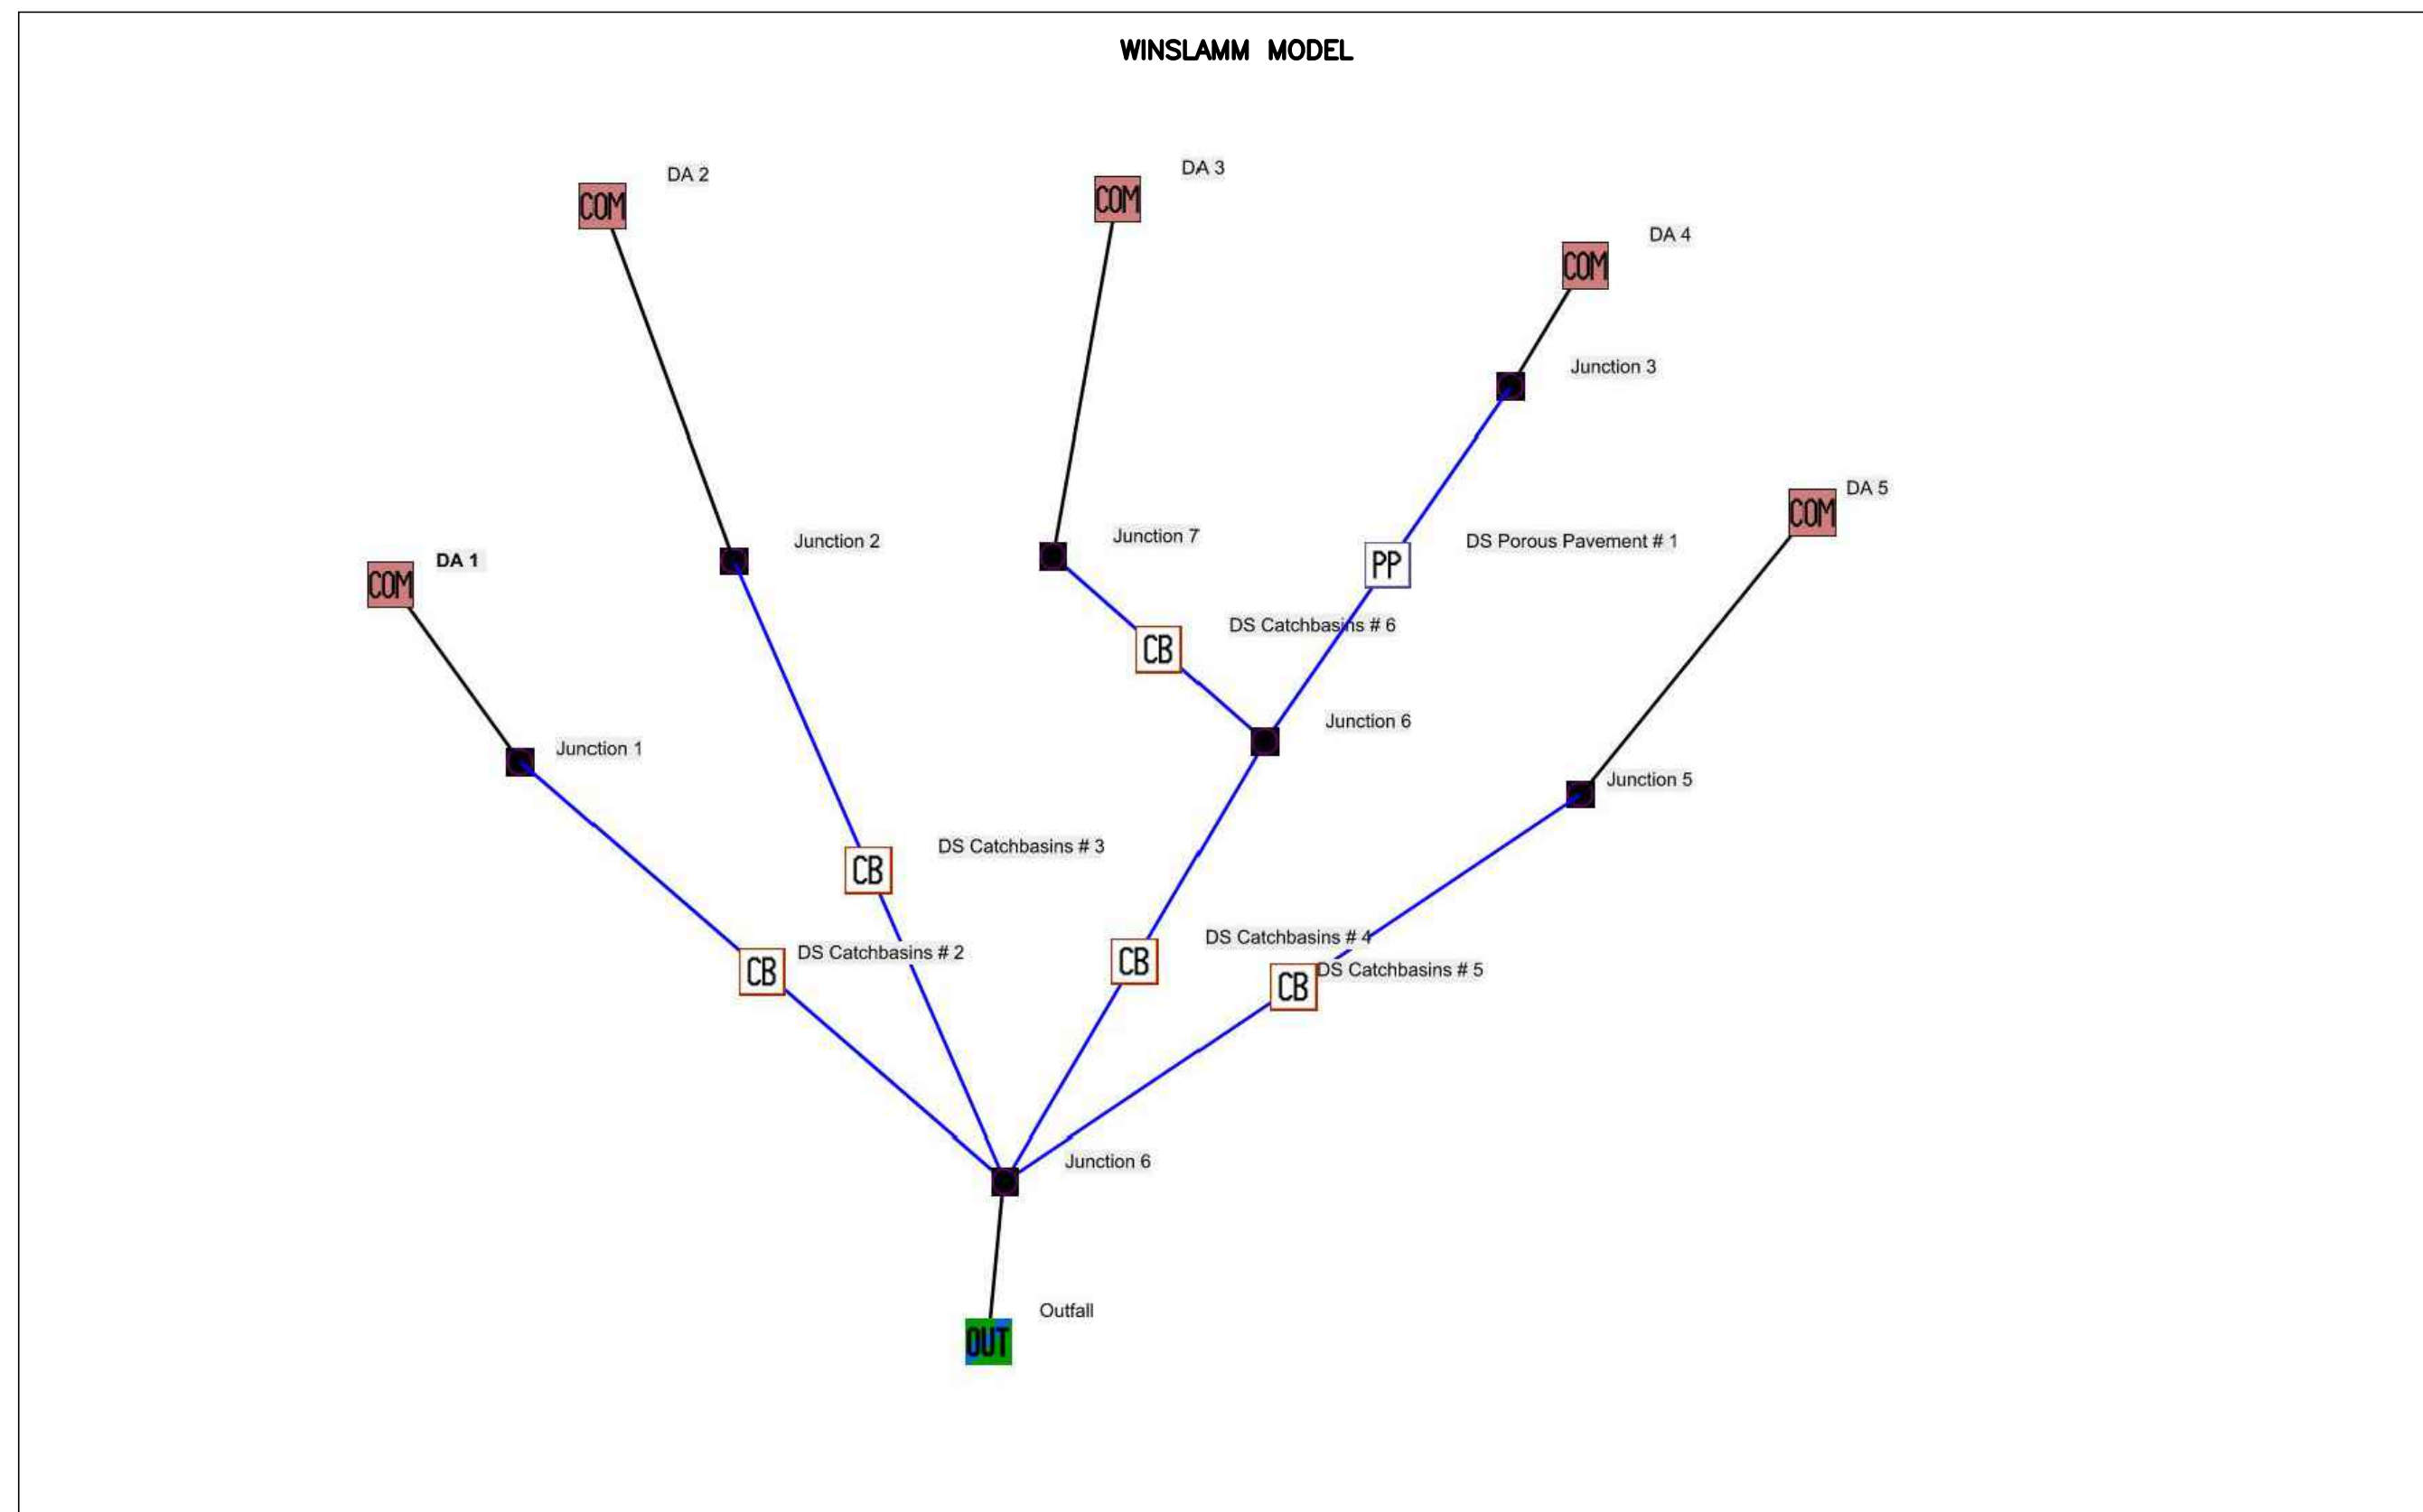 WINSLAMM MODEL
DA 2
COM
DA 3
COM
DA 4
COM
Junction 3
DA 5
COM
Junction 2
Junction 7
DS Porous Pavement # 1
PP
DA 1
COM
DS Catchbasins # 6
CB
Junction 6
Junction 1
Junction 5
DS Catchbasins # 3
CB
DS Catchbasins # 2
CB
DS Catchbasins # 4
CB
DS Catchbasins # 5
CB
Junction 6
Outfall
OUT